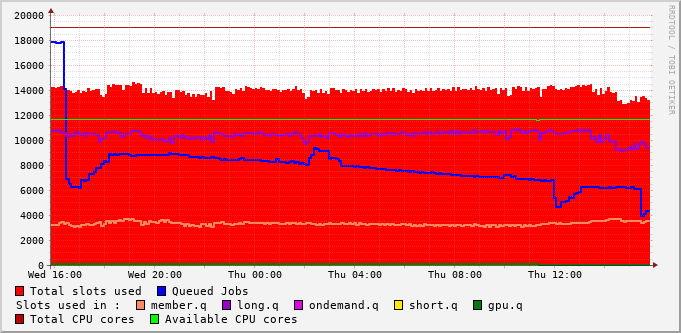 RRDTOOL / TOBI OETIKER
20000
18000
16000
14000
12000
10000
8000
6000
4000
2000
0
Wed 16:00 Wed 20:00 Thu 00:00 Thu 04:00 Thu 08:00 Thu 12:00
Total slots used Queued Jobs
Slots used in : member.q long.q ondemand.q short.q gpu.q
Total CPU cores Available CPU cores